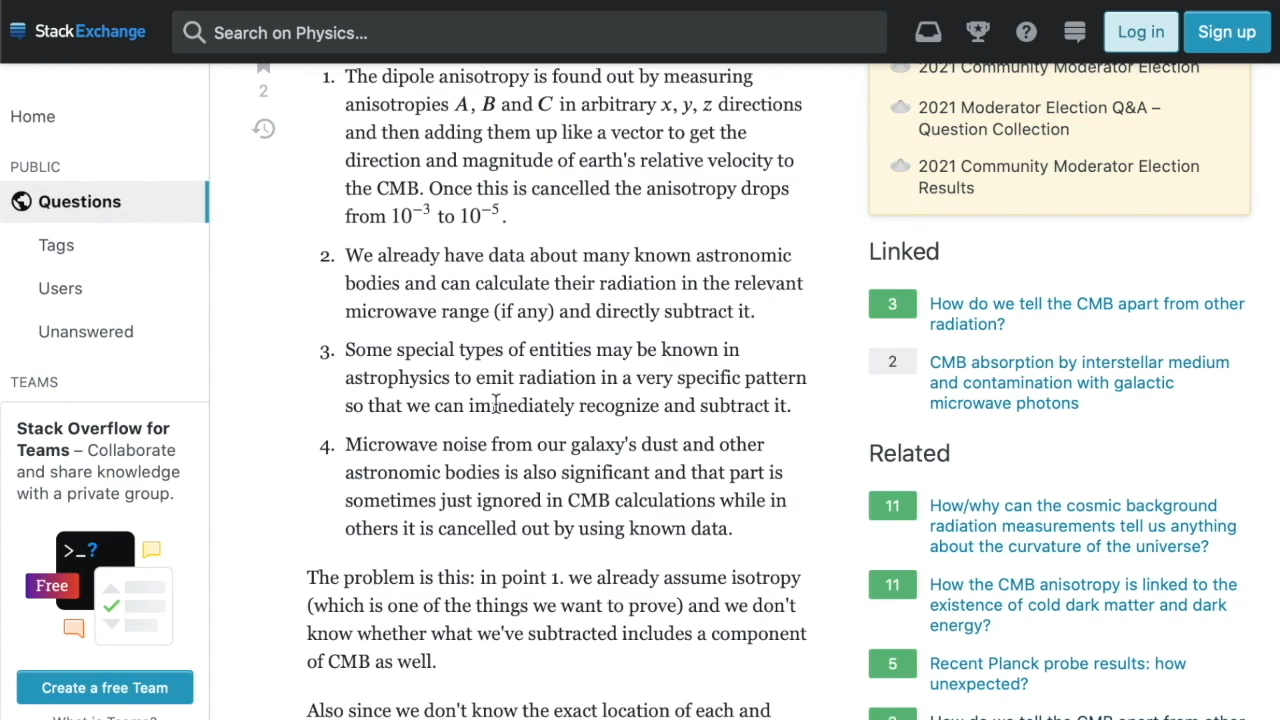 StackExchange
Search on Physics...
Log in
Sign up
Home
PUBLIC
Questions
Tags
Users
Unanswered
TEAMS
Stack Overflow for
Teams – Collaborate
and share knowledge
with a private group.
>_?
Free
Create a free Team
What is Teams?
2
1. The dipole anisotropy is found out by measuring
anisotropies A, B and C in arbitrary x, y, z directions
and then adding them up like a vector to get the
direction and magnitude of earth's relative velocity to
the CMB. Once this is cancelled the anisotropy drops
from 10⁻³ to 10⁻⁵.
2. We already have data about many known astronomic
bodies and can calculate their radiation in the relevant
microwave range (if any) and directly subtract it.
3. Some special types of entities may be known in
astrophysics to emit radiation in a very specific pattern
so that we can immediately recognize and subtract it.
4. Microwave noise from our galaxy's dust and other
astronomic bodies is also significant and that part is
sometimes just ignored in CMB calculations while in
others it is cancelled out by using known data.
The problem is this: in point 1. we already assume isotropy
(which is one of the things we want to prove) and we don't
know whether what we've subtracted includes a component
of CMB as well.
Also since we don't know the exact location of each and
2021 Community Moderator Election
2021 Moderator Election Q&A –
Question Collection
2021 Community Moderator Election
Results
Linked
3 How do we tell the CMB apart from other
radiation?
2 CMB absorption by interstellar medium
and contamination with galactic
microwave photons
Related
11 How/why can the cosmic background
radiation measurements tell us anything
about the curvature of the universe?
11 How the CMB anisotropy is linked to the
existence of cold dark matter and dark
energy?
5 Recent Planck probe results: how
unexpected?
How do we tell the CMB apart from other